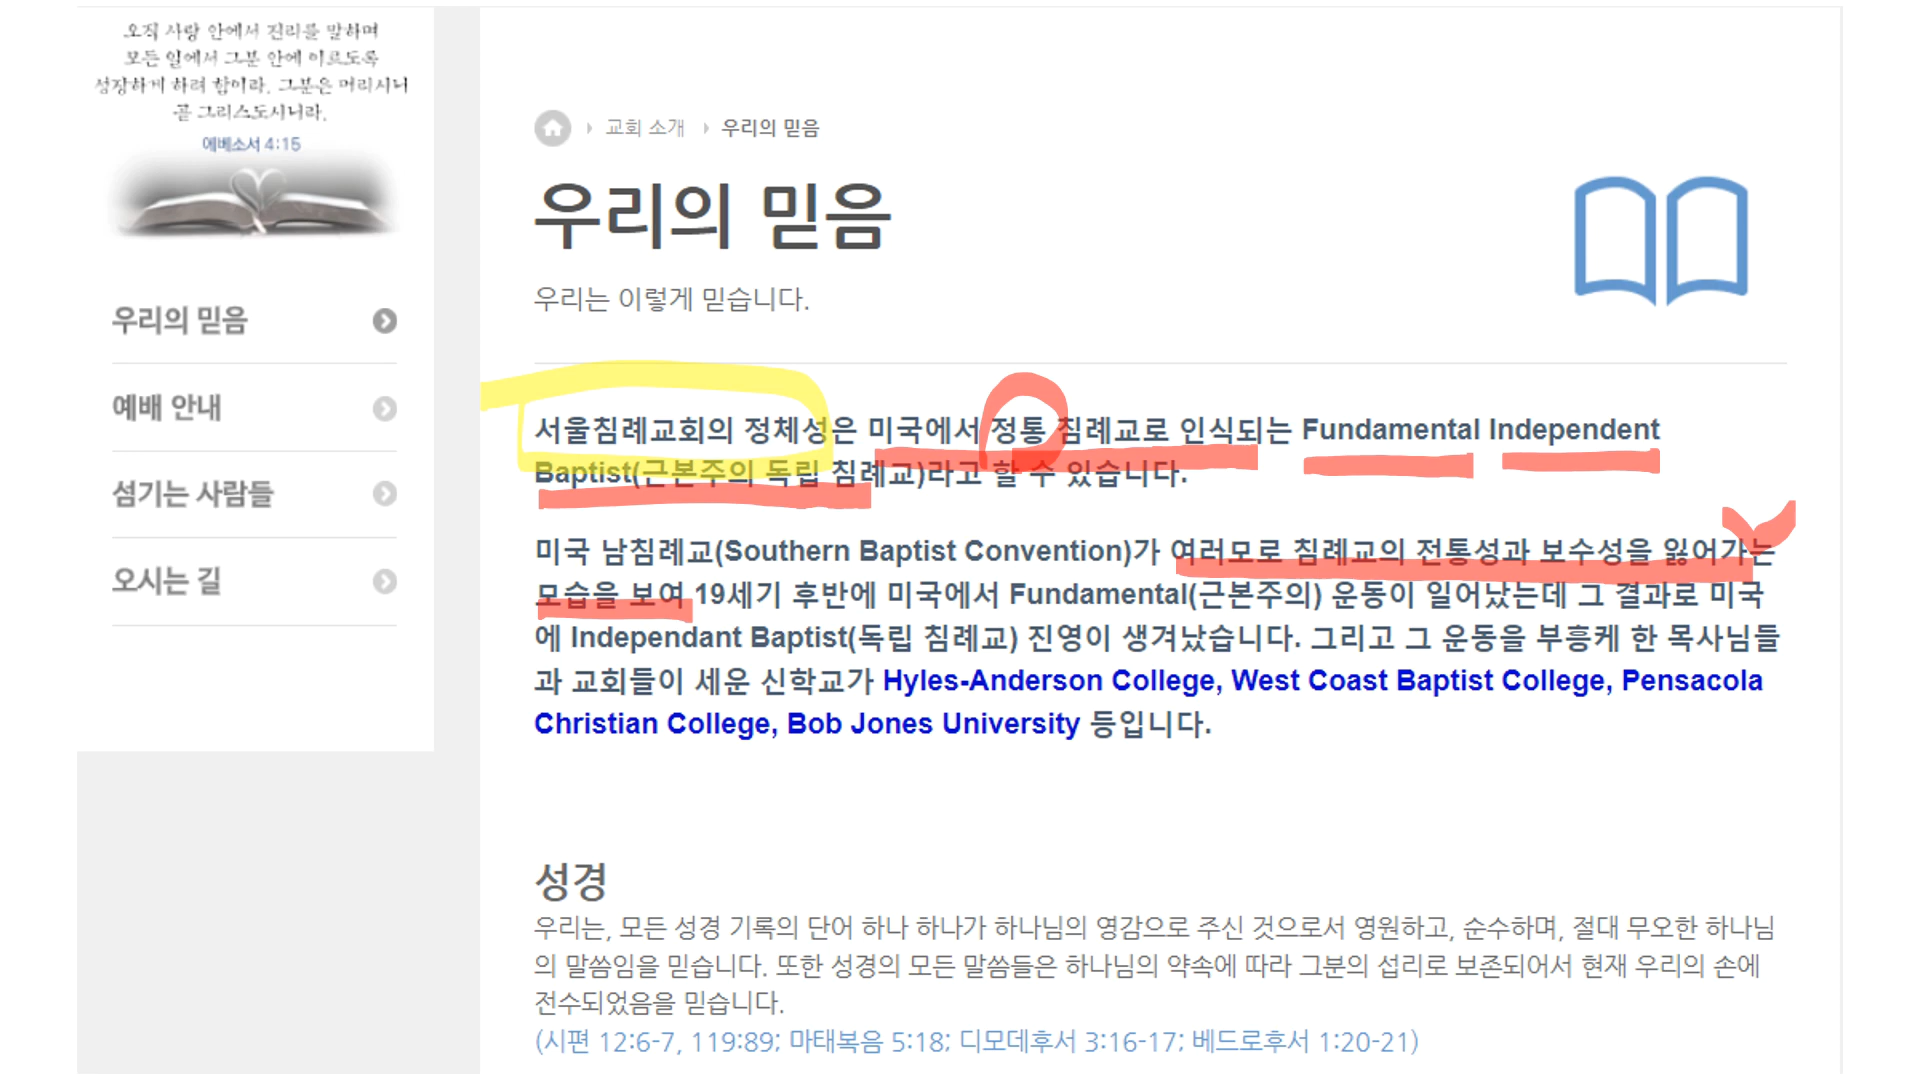 오직 사랑 안에서 진리를 말하며
모든 일에서 그분 안에 이르도록
성장하게 하려 함이라. 그분은 머리시니
곧 그리스도시니라.
에베소서 4:15
우리의 믿음
예배 안내
섬기는 사람들
오시는 길
교회 소개
우리의 믿음
우리의 믿음
우리는 이렇게 믿습니다.
서울침례교회의 정체성은 미국에서 정통 침례교로 인식되는 Fundamental Independent
Baptist(근본주의 독립 침례교)라고 할 수 있습니다.
미국 남침례교(Southern Baptist Convention)가 여러모로 침례교의 전통성과 보수성을 잃어가는
모습을 보여 19세기 후반에 미국에서 Fundamental(근본주의) 운동이 일어났는데 그 결과로 미국
에 Independant Baptist(독립 침례교) 진영이 생겨났습니다. 그리고 그 운동을 부흥케 한 목사님들
과 교회들이 세운 신학교가 Hyles-Anderson College, West Coast Baptist College, Pensacola
Christian College, Bob Jones University 등입니다.
성경
우리는, 모든 성경 기록의 단어 하나 하나가 하나님의 영감으로 주신 것으로서 영원하고, 순수하며, 절대 무오한 하나님
의 말씀임을 믿습니다. 또한 성경의 모든 말씀들은 하나님의 약속에 따라 그분의 섭리로 보존되어서 현재 우리의 손에
전수되었음을 믿습니다.
(시편 12:6-7, 119:89; 마태복음 5:18; 디모데후서 3:16-17; 베드로후서 1:20-21)